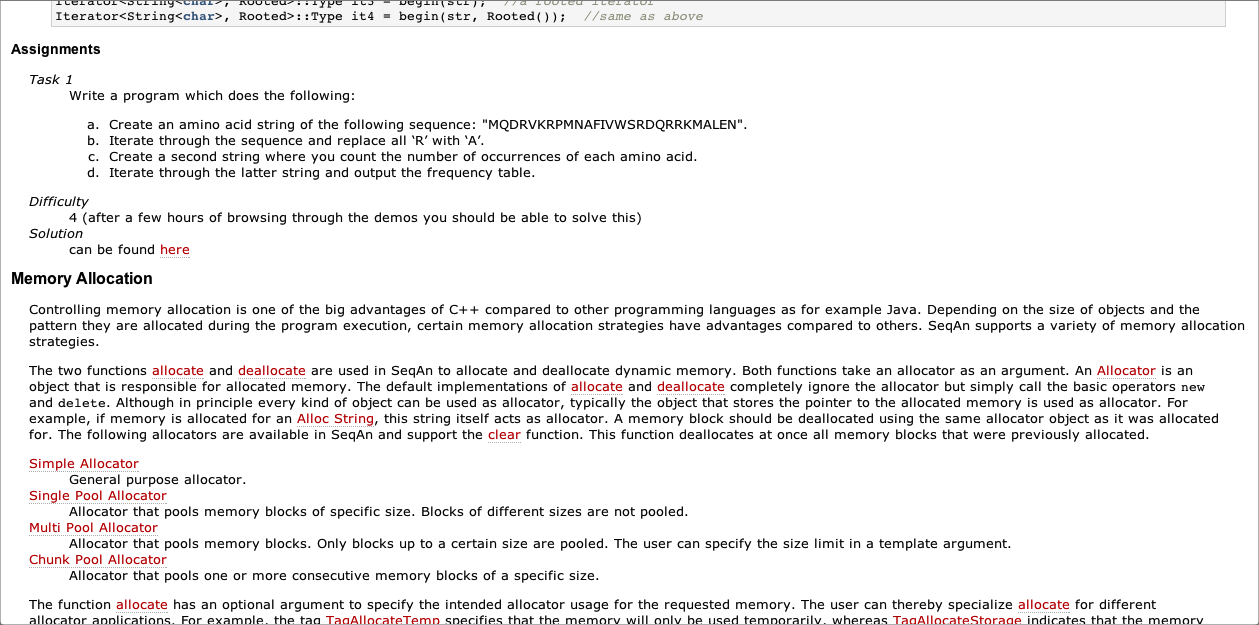 Iterator<String<char>, Rooted>::Type it3 = begin(str);  //a rooted iterator
Iterator<String<char>, Rooted>::Type it4 = begin(str, Rooted());  //same as above
Assignments
Task 1
Write a program which does the following:
a. Create an amino acid string of the following sequence: "MQDRVKRPMNAFIVWSRDQRRKMALEN".
b. Iterate through the sequence and replace all ‘R’ with ‘A’.
c. Create a second string where you count the number of occurrences of each amino acid.
d. Iterate through the latter string and output the frequency table.
Difficulty
4 (after a few hours of browsing through the demos you should be able to solve this)
Solution
can be found here
Memory Allocation
Controlling memory allocation is one of the big advantages of C++ compared to other programming languages as for example Java. Depending on the size of objects and the
pattern they are allocated during the program execution, certain memory allocation strategies have advantages compared to others. SeqAn supports a variety of memory allocation
strategies.
The two functions allocate and deallocate are used in SeqAn to allocate and deallocate dynamic memory. Both functions take an allocator as an argument. An Allocator is an
object that is responsible for allocated memory. The default implementations of allocate and deallocate completely ignore the allocator but simply call the basic operators new
and delete. Although in principle every kind of object can be used as allocator, typically the object that stores the pointer to the allocated memory is used as allocator. For
example, if memory is allocated for an Alloc String, this string itself acts as allocator. A memory block should be deallocated using the same allocator object as it was allocated
for. The following allocators are available in SeqAn and support the clear function. This function deallocates at once all memory blocks that were previously allocated.
Simple Allocator
General purpose allocator.
Single Pool Allocator
Allocator that pools memory blocks of specific size. Blocks of different sizes are not pooled.
Multi Pool Allocator
Allocator that pools memory blocks. Only blocks up to a certain size are pooled. The user can specify the size limit in a template argument.
Chunk Pool Allocator
Allocator that pools one or more consecutive memory blocks of a specific size.
The function allocate has an optional argument to specify the intended allocator usage for the requested memory. The user can thereby specialize allocate for different
allocator applications. For example, the tag TagAllocateTemp specifies that the memory will only be used temporarily, whereas TagAllocateStorage indicates that the memory